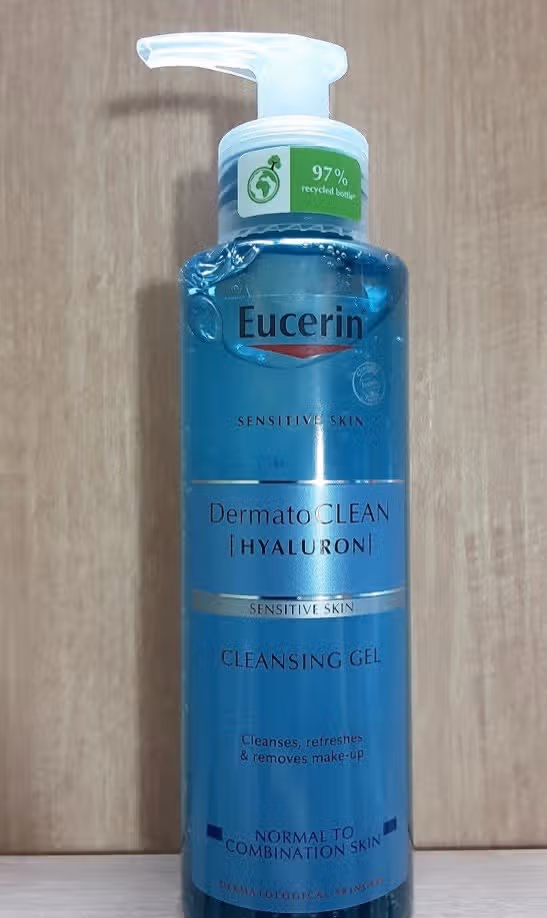 97%
recycled bottle*
Eucerin
SENSITIVE SKIN
DermatoCLEAN
[HYALURON]
SENSITIVE SKIN
CLEANSING GEL
Cleanses, refreshes
& removes make-up
NORMAL TO
COMBINATION SKIN
DERMATOLOGICAL SKINCARE